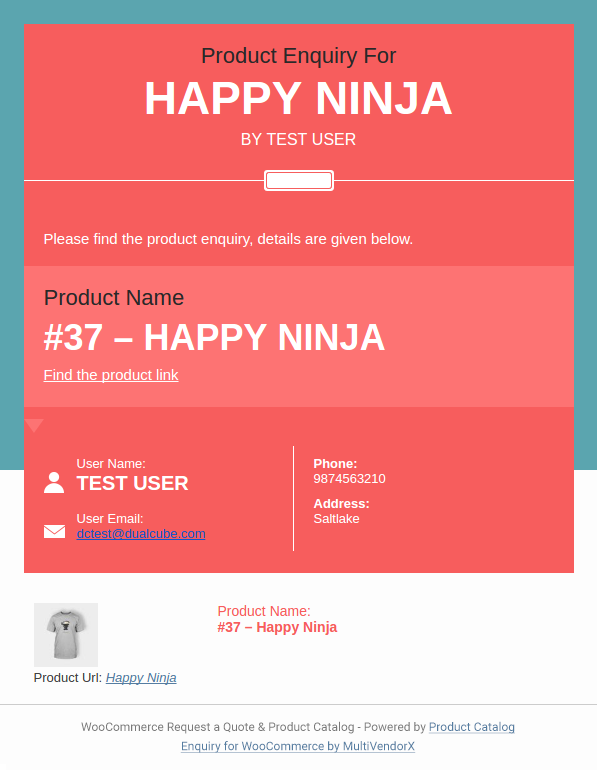 Product Enquiry For
HAPPY NINJA
BY TEST USER
Please find the product enquiry, details are given below.
Product Name
#37 – HAPPY NINJA
Find the product link
User Name:
TEST USER
User Email:
dctest@dualcube.com
Phone:
9874563210
Address:
Saltlake
Product Name:
#37 – Happy Ninja
Product Url: Happy Ninja
WooCommerce Request a Quote & Product Catalog - Powered by Product Catalog
Enquiry for WooCommerce by MultiVendorX